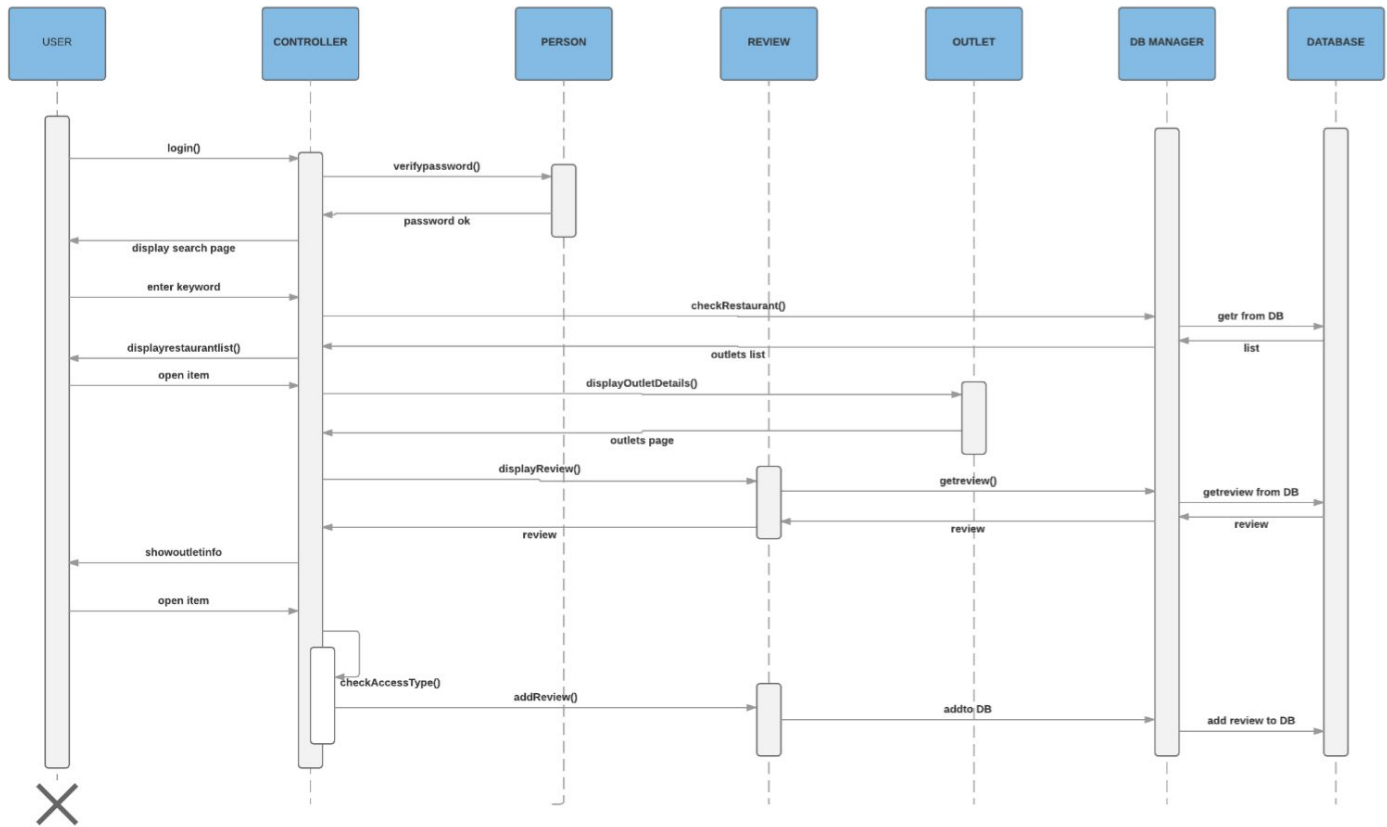 USER
CONTROLLER
PERSON
REVIEW
OUTLET
DB MANAGER
DATABASE
login()
verifypassword()
password ok
display search page
enter keyword
checkRestaurant()
getr from DB
list
outlets list
displayrestaurantlist()
open item
displayOutletDetails()
outlets page
displayReview()
getreview()
getreview from DB
review
review
review
showoutletinfo
open item
checkAccessType()
addReview()
addto DB
add review to DB